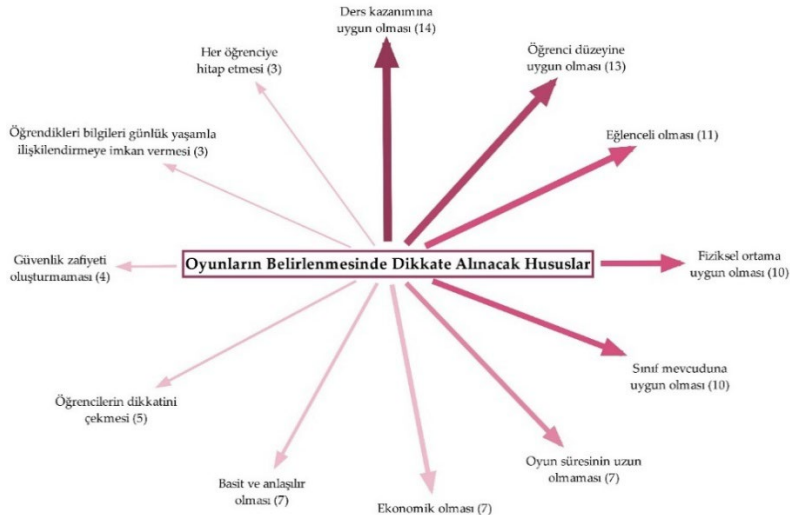 Ders kazanımına
uygun olması (14)
Öğrenci düzeyine
uygun olması (13)
Eğlenceli olması (11)
Fiziksel ortama
uygun olması (10)
Sınıf mevcuduna
uygun olması (10)
Oyun süresinin uzun
olmaması (7)
Ekonomik olması (7)
Basit ve anlaşılır
olması (7)
Öğrencilerin dikkatini
çekmesi (5)
Güvenlik zafiyeti
oluşturmaması (4)
Öğrendikleri bilgileri günlük yaşamla
ilişkilendirmeye imkan vermesi (3)
Her öğrenciye
hitap etmesi (3)
Oyunların Belirlenmesinde Dikkate Alınacak Hususlar